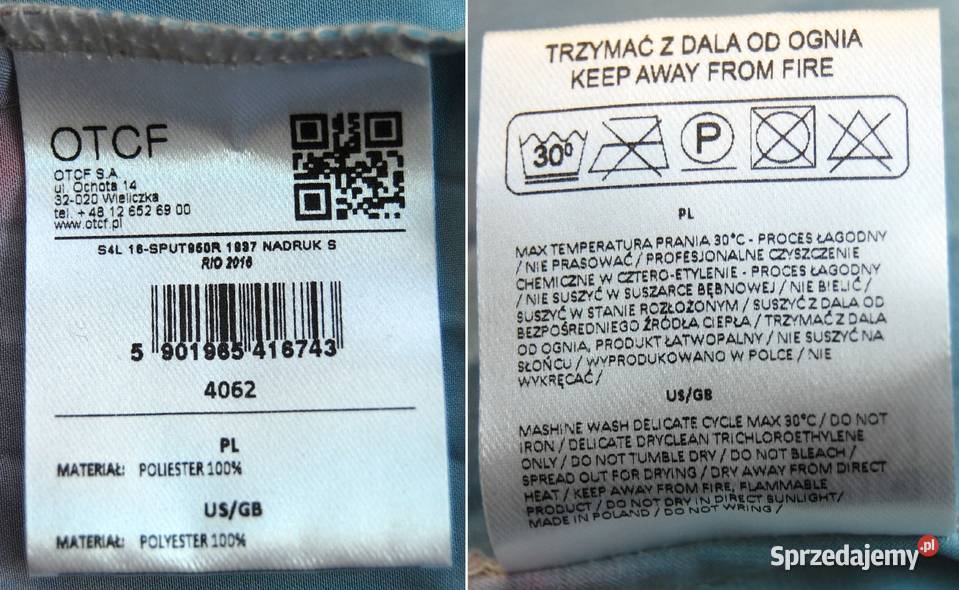 OTCF
OTCF S.A.
ul. Ochota 14
32-020 Wieliczka
tel. +48 12 652 69 00
www.otcf.pl
S4L 16-SPUT950R 1997 NADRUK S
RIO 2016
5 901965 416743
4062
PL
MATERIAŁ: POLIESTER 100%
US/GB
MATERIAŁ: POLYESTER 100%
TRZYMAĆ Z DALA OD OGNIA
KEEP AWAY FROM FIRE
30° P
PL
MAX TEMPERATURA PRANIA 30°C - PROCES ŁAGODNY
/ NIE PRASOWAĆ / PROFESJONALNE CZYSZCZENIE
CHEMICZNE W CZTERO-ETYLENIE - PROCES ŁAGODNY
/ NIE SUSZYĆ W SUSZARCE BĘBNOWEJ / NIE BIELIĆ /
SUSZYĆ W STANIE ROZŁOŻONYM / SUSZYĆ Z DALA OD
BEZPOŚREDNIEGO ŹRÓDŁA CIEPŁA / TRZYMAĆ Z DALA
OD OGNIA, PRODUKT ŁATWOPALNY / NIE SUSZYĆ NA
SŁOŃCU / WYPRODUKOWANO W POLCE / NIE
WYKRĘCAĆ /
US/GB
MASHINE WASH DELICATE CYCLE MAX 30°C / DO NOT
IRON / DELICATE DRYCLEAN TRICHLOROETHYLENE
ONLY / DO NOT TUMBLE DRY / DO NOT BLEACH /
SPREAD OUT FOR DRYING / DRY AWAY FROM DIRECT
HEAT / KEEP AWAY FROM FIRE, FLAMMABLE
PRODUCT / DO NOT DRY IN DIRECT SUNLIGHT/
MADE IN POLAND / DO NOT WRING /
Sprzedajemy.pl